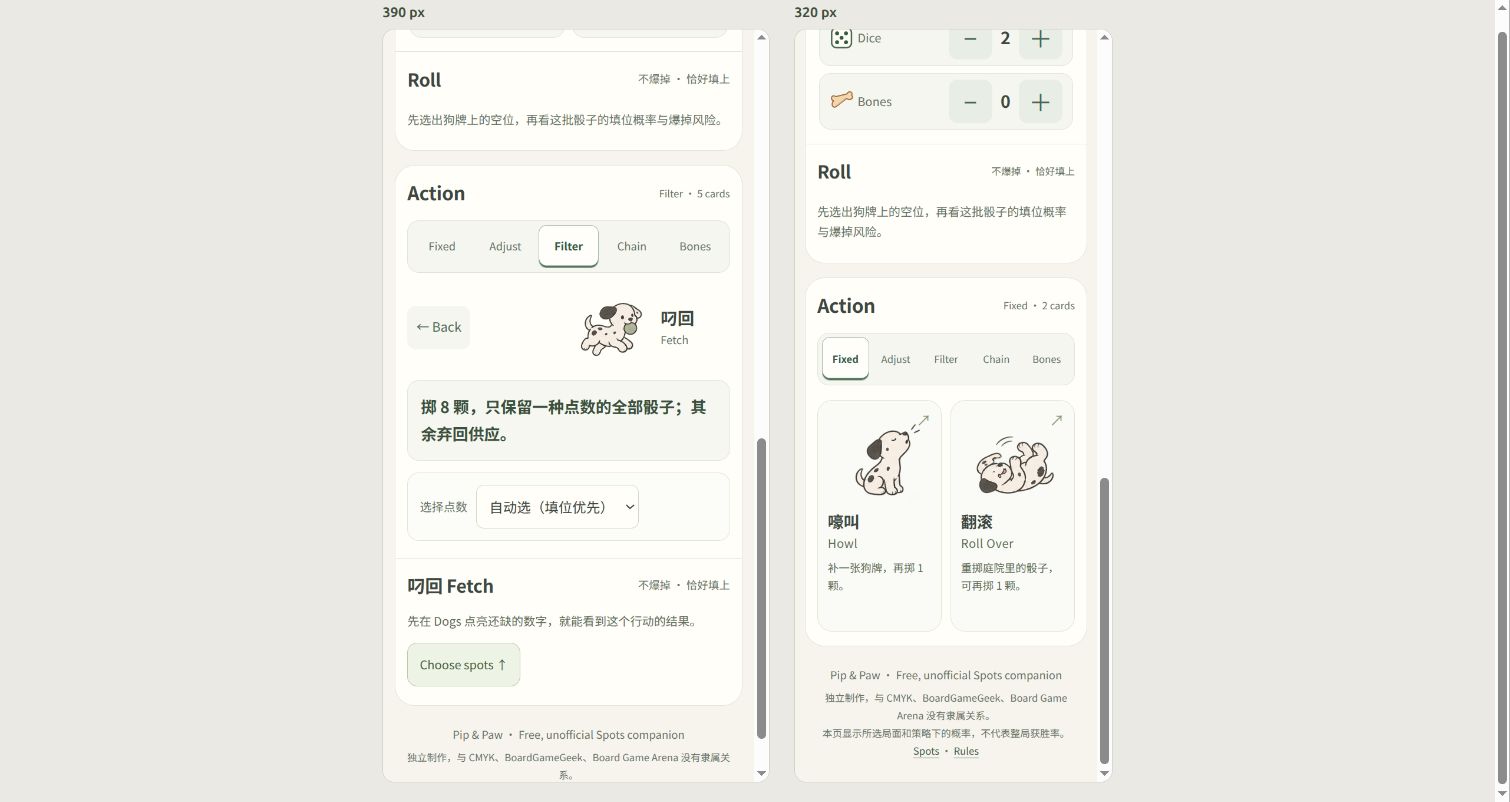 390 px
Roll
不爆掉 · 恰好填上
先选出狗牌上的空位，再看这批骰子的填位概率与爆掉风险。
Action
Filter · 5 cards
Fixed
Adjust
Filter
Chain
Bones
← Back
叼回
Fetch
掷 8 颗，只保留一种点数的全部骰子；其
余弃回供应。
选择点数
自动选（填位优先）
叼回 Fetch
不爆掉 · 恰好填上
先在 Dogs 点亮还缺的数字，就能看到这个行动的结果。
Choose spots ↑
Pip & Paw · Free, unofficial Spots companion
独立制作，与 CMYK、BoardGameGeek、Board Game Arena 没有隶属关
系。
320 px
Dice
− 2 +
Bones
− 0 +
Roll
不爆掉 · 恰好填上
先选出狗牌上的空位，再看这批骰子的填位概率
与爆掉风险。
Action
Fixed · 2 cards
Fixed
Adjust
Filter
Chain
Bones
↗
嚎叫
Howl
补一张狗牌，再掷 1
颗。
↗
翻滚
Roll Over
重掷庭院里的骰子，
可再掷 1 颗。
Pip & Paw · Free, unofficial Spots companion
独立制作，与 CMYK、BoardGameGeek、Board Game
Arena 没有隶属关系。
本页显示所选局面和策略下的概率，不代表整局获胜率。
Spots · Rules